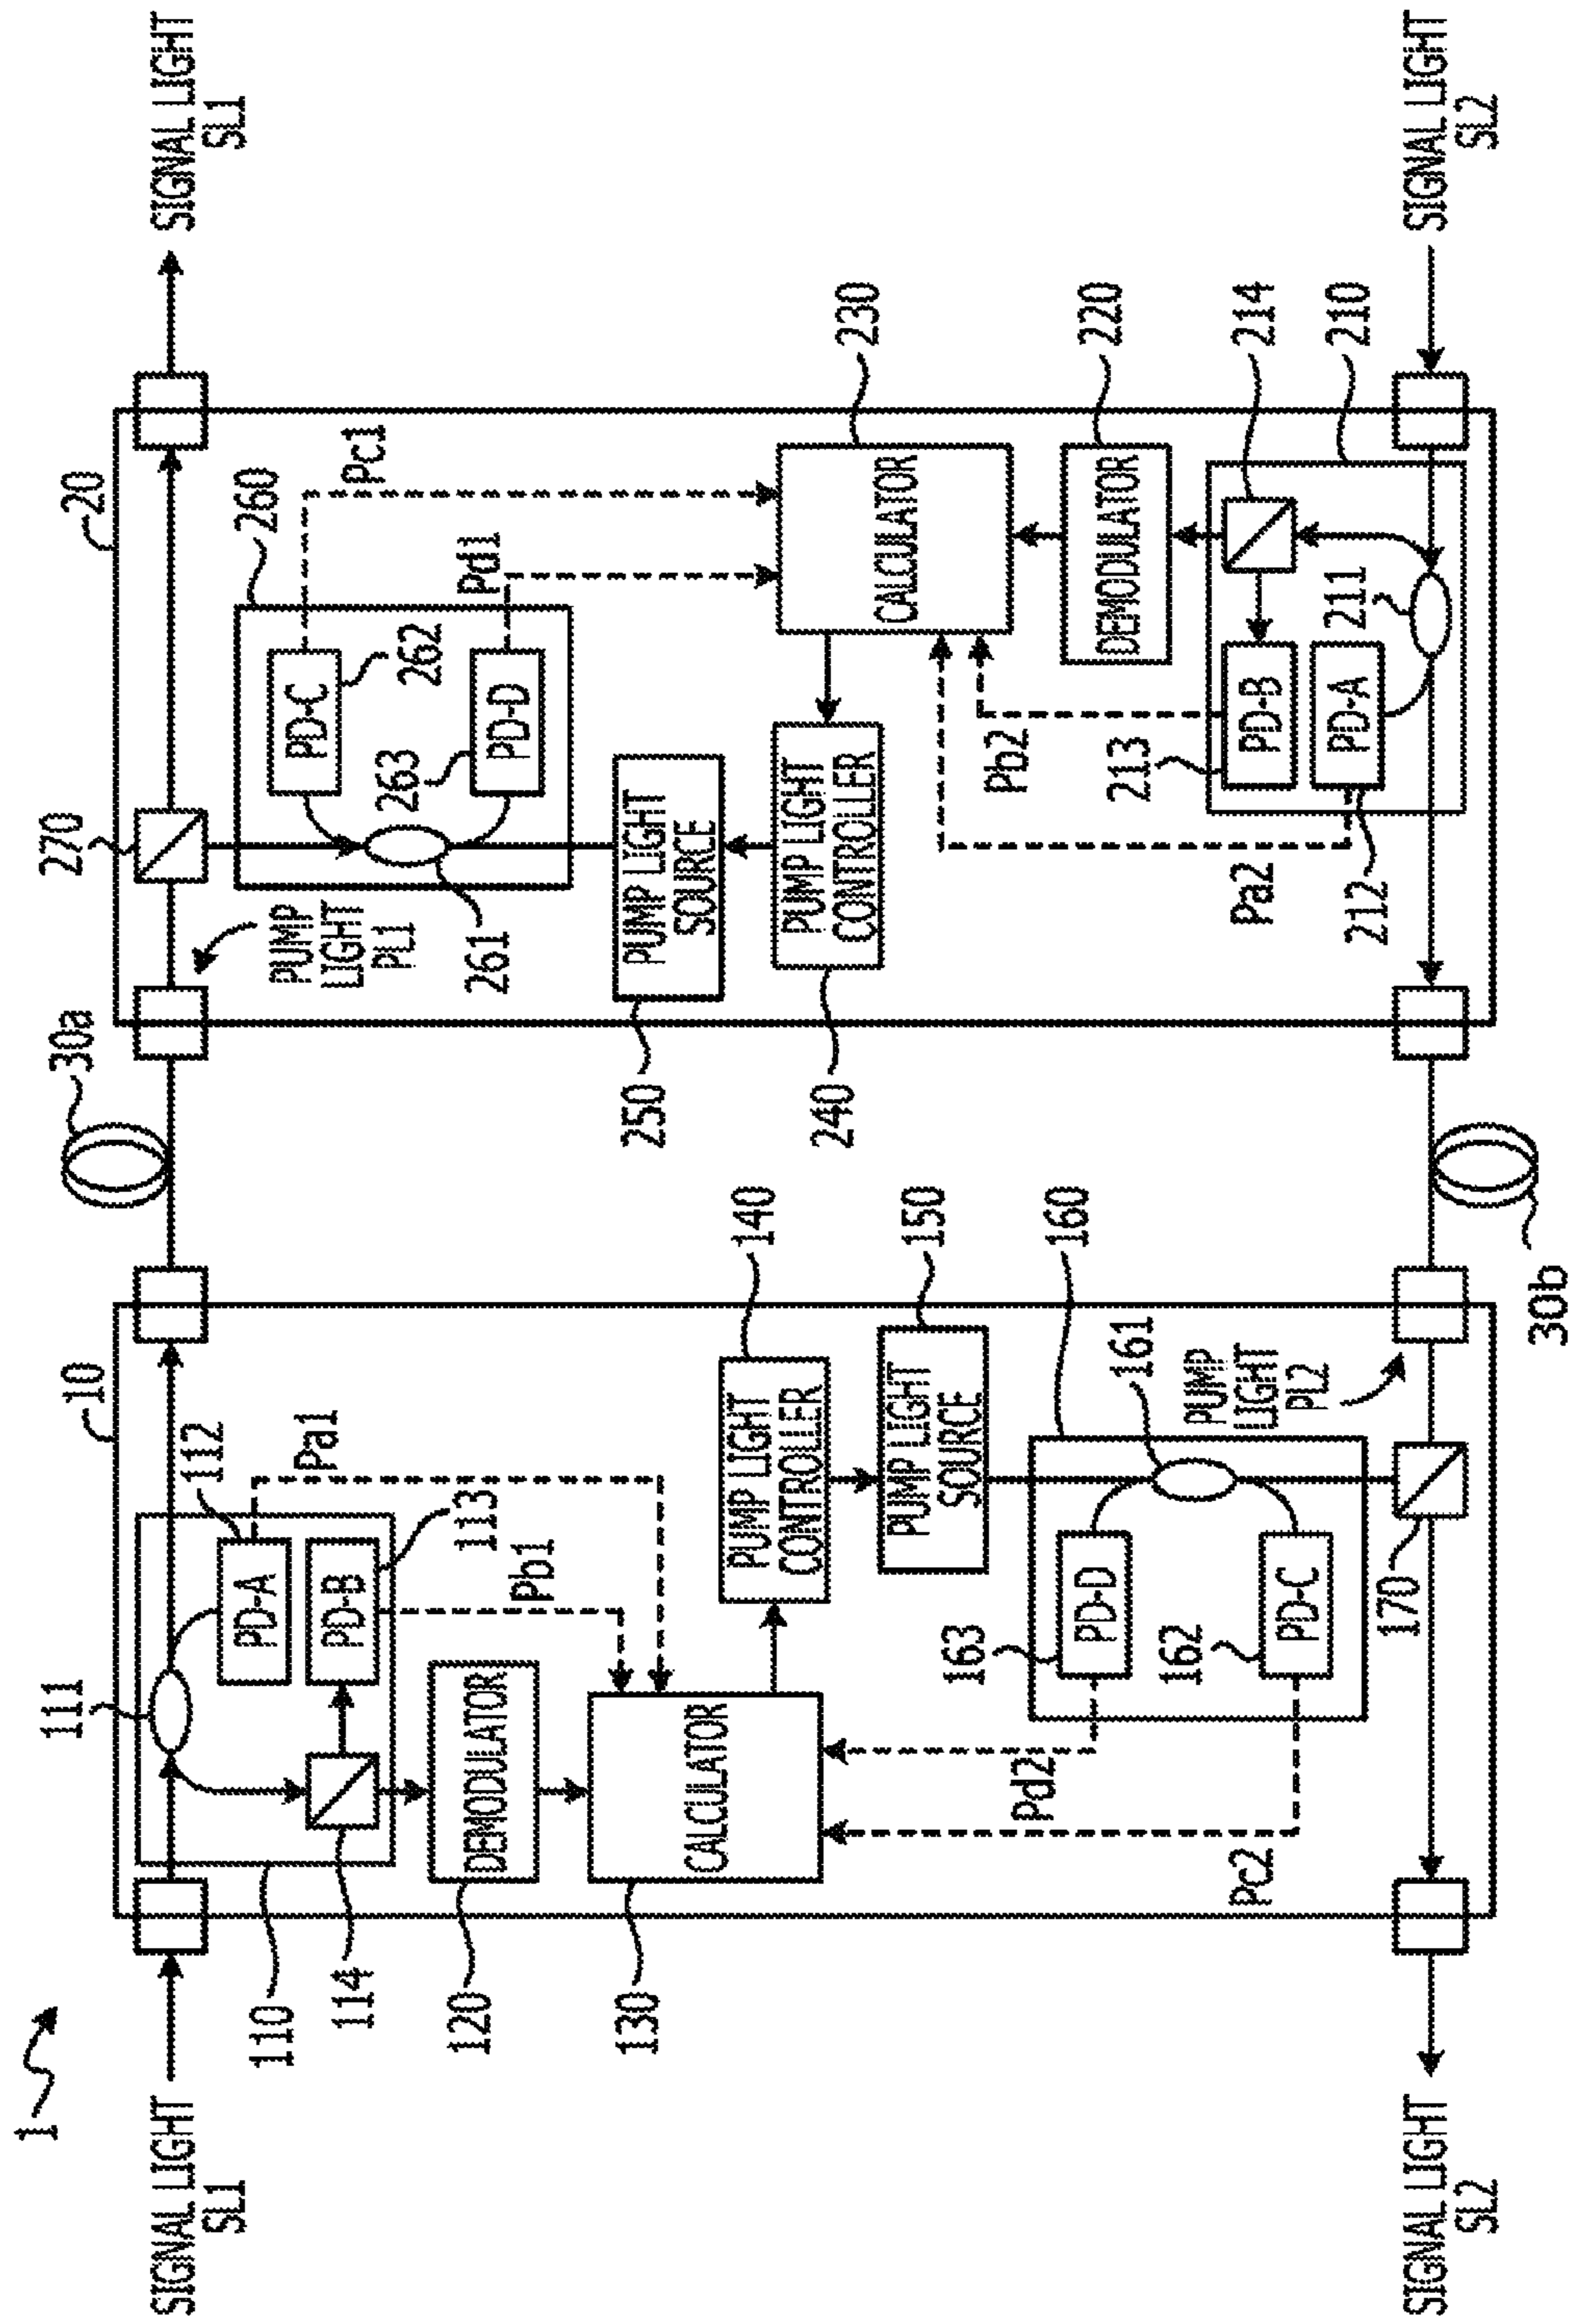 1
SIGNAL LIGHT
SL1
10
111
112
PD-A
Pa1
PD-B
113
Pb1
110
114
120
DEMODULATOR
130
CALCULATOR
140
PUMP LIGHT
CONTROLLER
150
PUMP LIGHT
SOURCE
160
161
163
PD-D
162
PD-C
Pd2
Pc2
170
PUMP
LIGHT
PL2
SIGNAL LIGHT
SL2
30a
30b
20
270
260
PUMP
LIGHT
PL1
PD-C
262
Pc1
263
PD-D
Pd1
261
250
PUMP LIGHT
SOURCE
240
PUMP LIGHT
CONTROLLER
230
CALCULATOR
220
DEMODULATOR
214
210
Pb2
213
PD-B
Pa2
212
PD-A
211
SIGNAL LIGHT
SL1
SIGNAL LIGHT
SL2